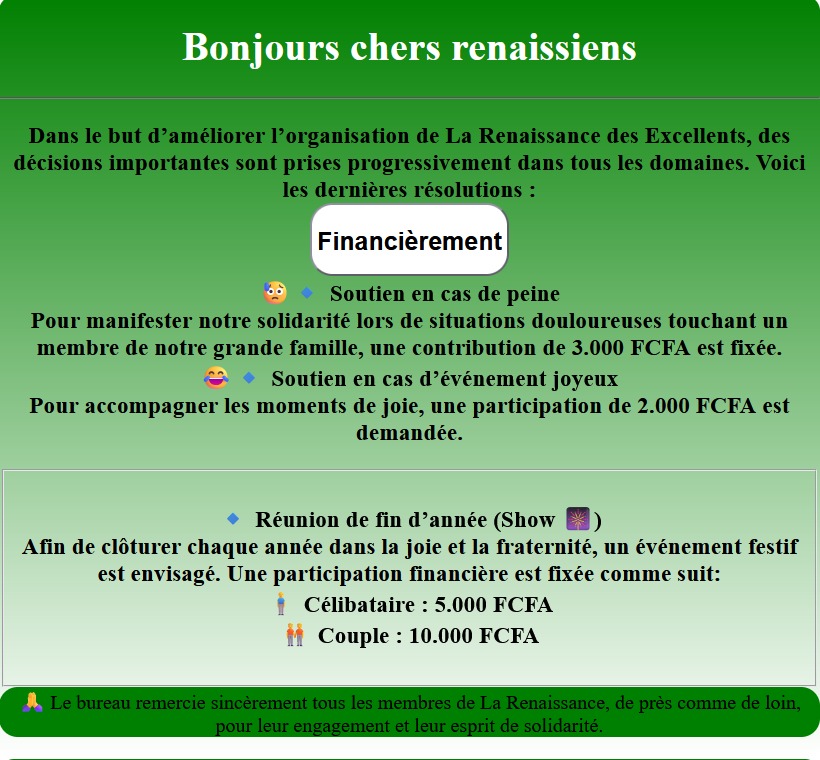 Bonjours chers renaissiens
Dans le but d’améliorer l’organisation de La Renaissance des Excellents, des
décisions importantes sont prises progressivement dans tous les domaines. Voici
les dernières résolutions :
Financièrement
😰🔹 Soutien en cas de peine
Pour manifester notre solidarité lors de situations douloureuses touchant un
membre de notre grande famille, une contribution de 3.000 FCFA est fixée.
😂🔹 Soutien en cas d’événement joyeux
Pour accompagner les moments de joie, une participation de 2.000 FCFA est
demandée.
🔹 Réunion de fin d’année (Show 🎆)
Afin de clôturer chaque année dans la joie et la fraternité, un événement festif
est envisagé. Une participation financière est fixée comme suit:
🧍‍♂️ Célibataire : 5.000 FCFA
🧑‍🤝‍🧑 Couple : 10.000 FCFA
🙏 Le bureau remercie sincèrement tous les membres de La Renaissance, de près comme de loin,
pour leur engagement et leur esprit de solidarité.